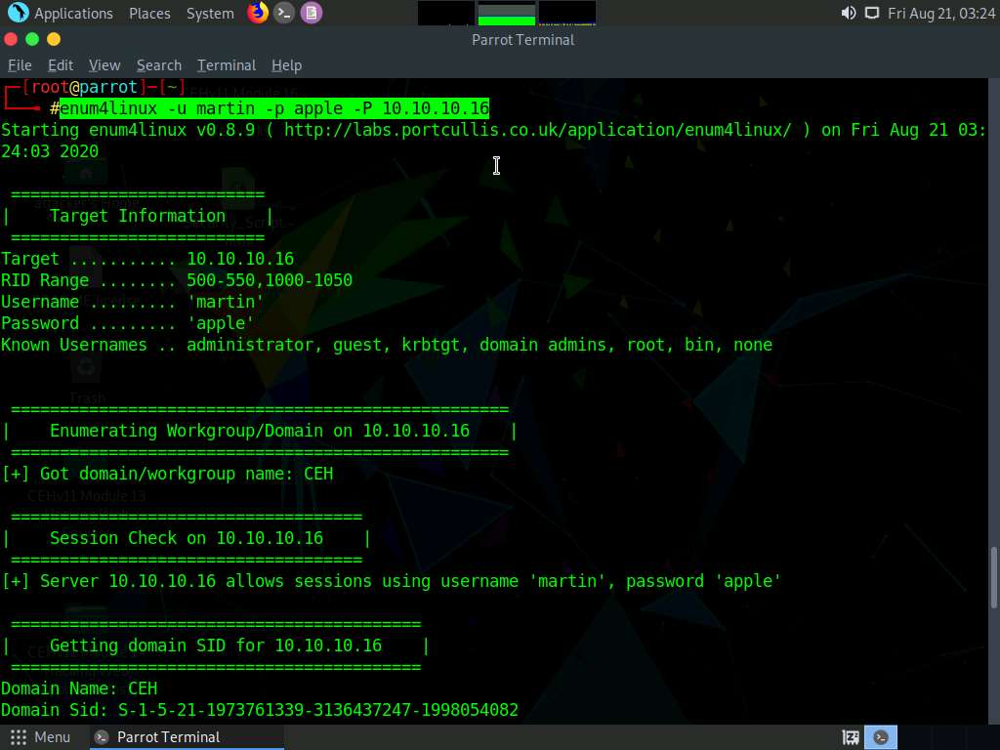 Applications Places System Fri Aug 21, 03:24
Parrot Terminal
File Edit View Search Terminal Help
┌─[root@parrot]─[~]
└──╼ #enum4linux -u martin -p apple -P 10.10.10.16
Starting enum4linux v0.8.9 ( http://labs.portcullis.co.uk/application/enum4linux/ ) on Fri Aug 21 03:
24:03 2020
==========================
| Target Information |
==========================
Target ........... 10.10.10.16
RID Range ........ 500-550,1000-1050
Username ......... 'martin'
Password ......... 'apple'
Known Usernames .. administrator, guest, krbtgt, domain admins, root, bin, none
===================================================
| Enumerating Workgroup/Domain on 10.10.10.16 |
===================================================
[+] Got domain/workgroup name: CEH
====================================
| Session Check on 10.10.10.16 |
====================================
[+] Server 10.10.10.16 allows sessions using username 'martin', password 'apple'
==========================================
| Getting domain SID for 10.10.10.16 |
==========================================
Domain Name: CEH
Domain Sid: S-1-5-21-1973761339-3136437247-1998054082
Menu Parrot Terminal